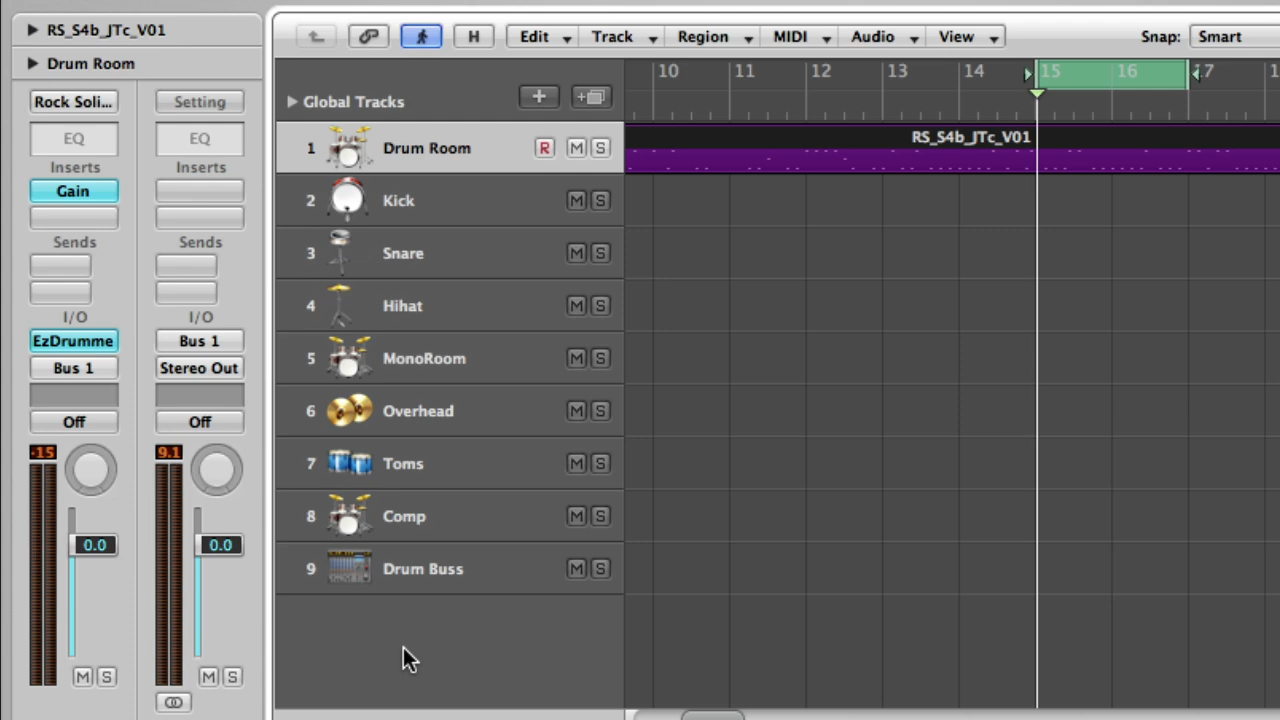 RS_S4b_JTc_V01
Drum Room
Rock Soli... Setting
EQ EQ
Inserts Inserts
Gain
Sends Sends
I/O I/O
EzDrumme Bus 1
Bus 1 Stereo Out
Off Off
-15 9.1
0.0 0.0
M S M S
H Edit Track Region MIDI Audio View Snap: Smart
10 11 12 13 14 15 16 17
Global Tracks
1 Drum Room R M S
RS_S4b_JTc_V01
2 Kick M S
3 Snare M S
4 Hihat M S
5 MonoRoom M S
6 Overhead M S
7 Toms M S
8 Comp M S
9 Drum Buss M S